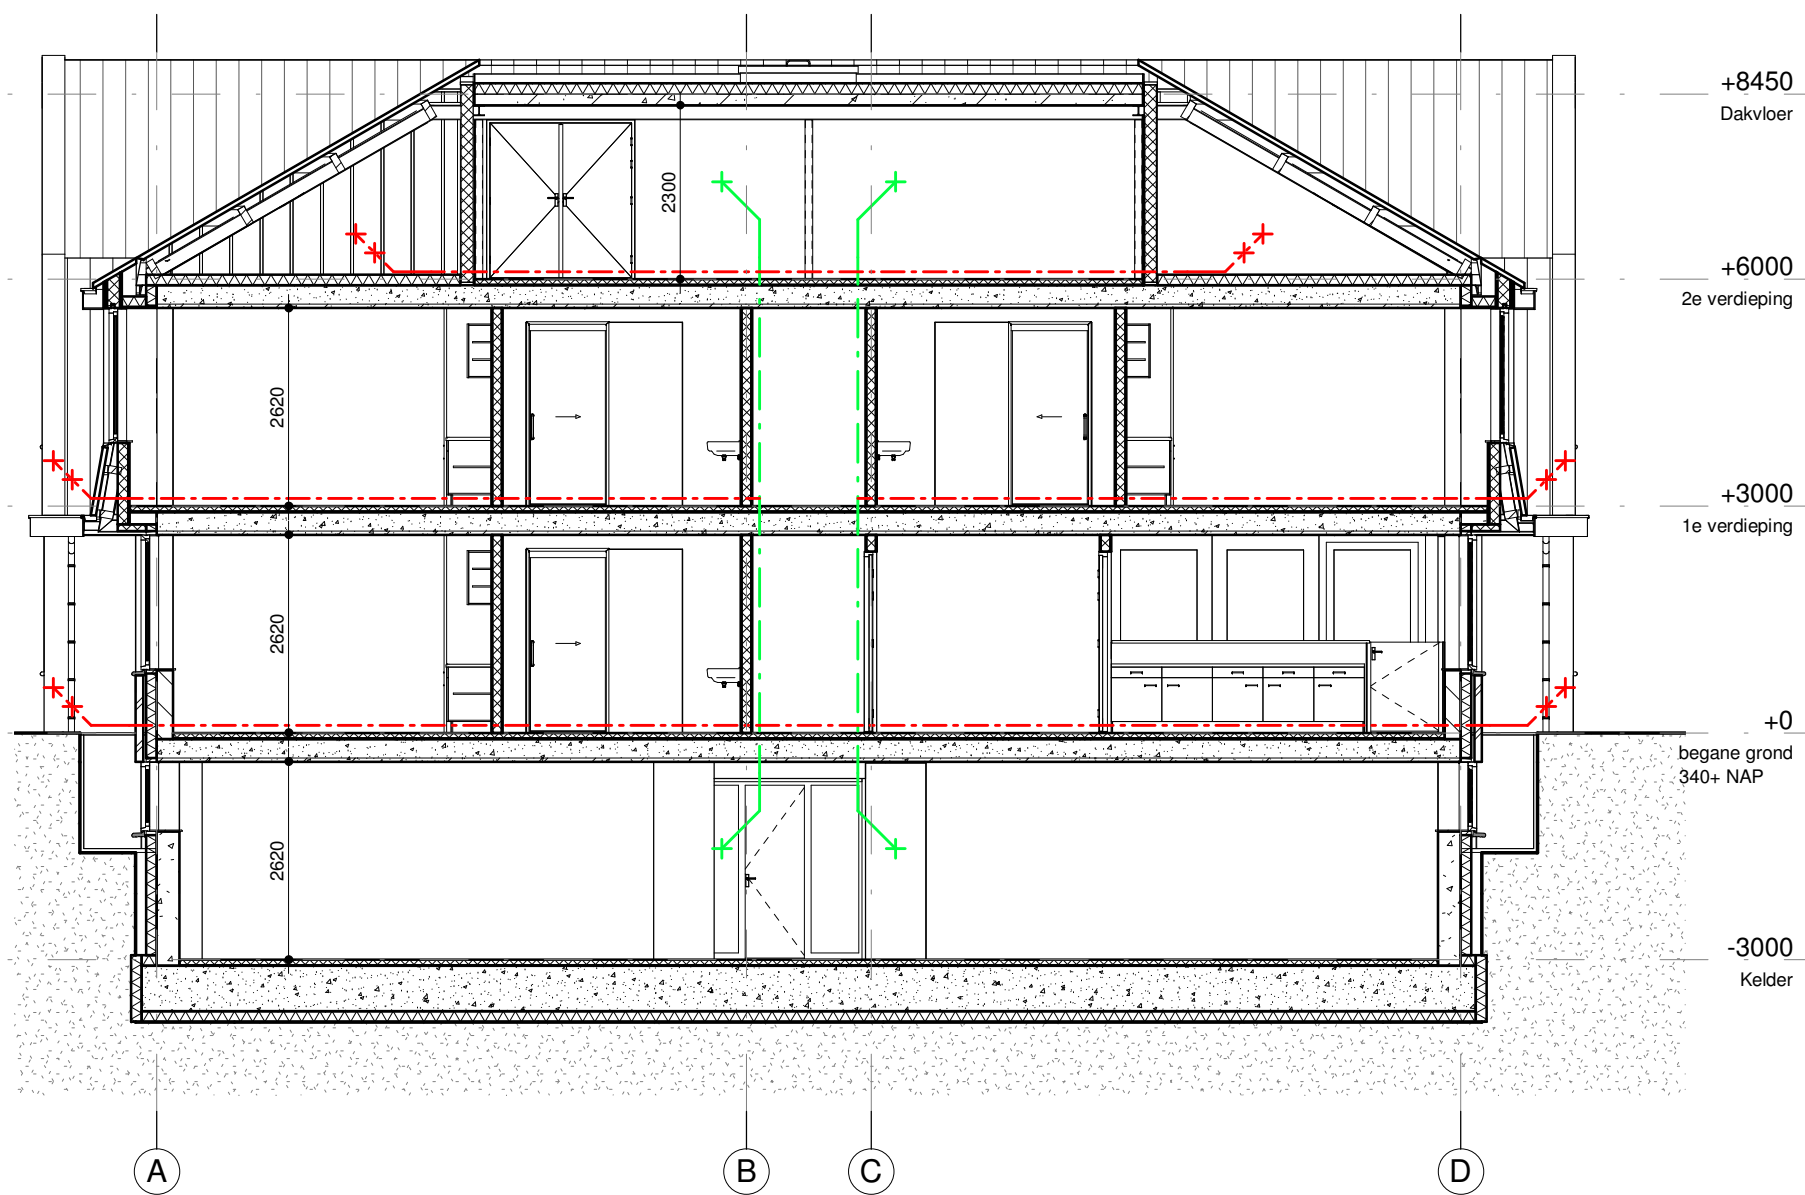 +8450
Dakvloer
2300
+6000
2e verdieping
2620
+3000
1e verdieping
2620
+0
begane grond
340+ NAP
2620
-3000
Kelder
A
B
C
D